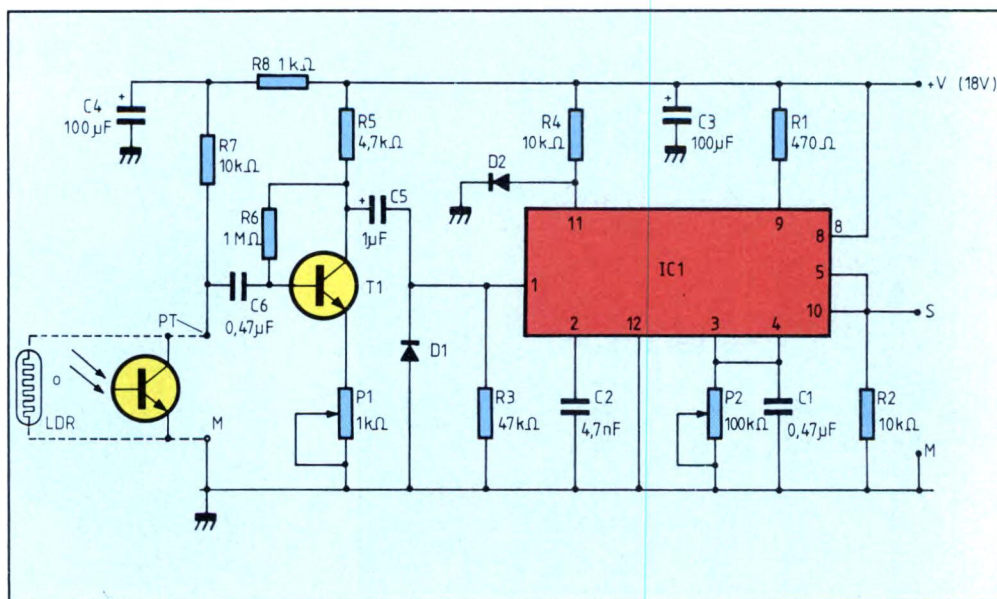 R8 1kΩ
+V (18V)
C4
100µF
+
R7
10kΩ
R5
4,7kΩ
R4
10kΩ
C3
100µF
+
R1
470Ω
D2
R6
1MΩ
+
C5
1µF
11
9
8
8
IC1
5
T1
1
10
S
C6
0,47µF
PT
2
12
3
4
D1
LDR
M
P1
1kΩ
R3
47kΩ
C2
4,7nF
P2
100kΩ
C1
0,47µF
R2
10kΩ
M